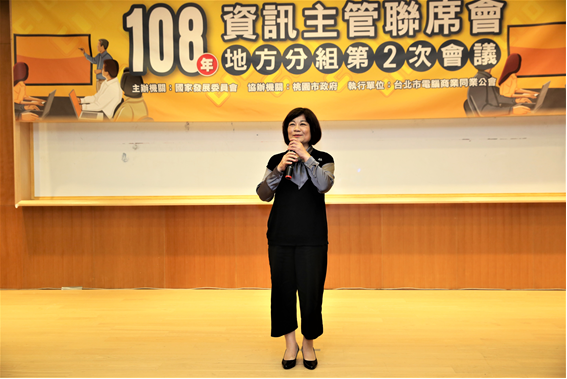 108年 資訊主管聯席會
地方分組第2次會議
主辦機關：國家發展委員會 協辦機關：桃園市政府 執行單位：台北市電腦商業同業公會